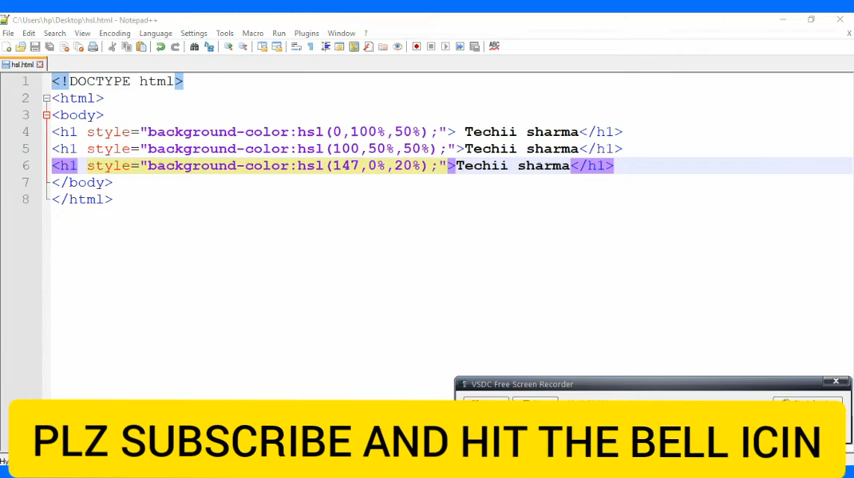 C:\Users\hp\Desktop\hsl.html - Notepad++
File Edit Search View Encoding Language Settings Tools Macro Run Plugins Window ?
X
hsl.html
1 <!DOCTYPE html>
2 <html>
3 <body>
4 <h1 style="background-color:hsl(0,100%,50%);"> Techii sharma</h1>
5 <h1 style="background-color:hsl(100,50%,50%);">Techii sharma</h1>
6 <h1 style="background-color:hsl(147,0%,20%);">Techii sharma</h1>
7 </body>
8 </html>
VSDC Free Screen Recorder
PLZ SUBSCRIBE AND HIT THE BELL ICIN